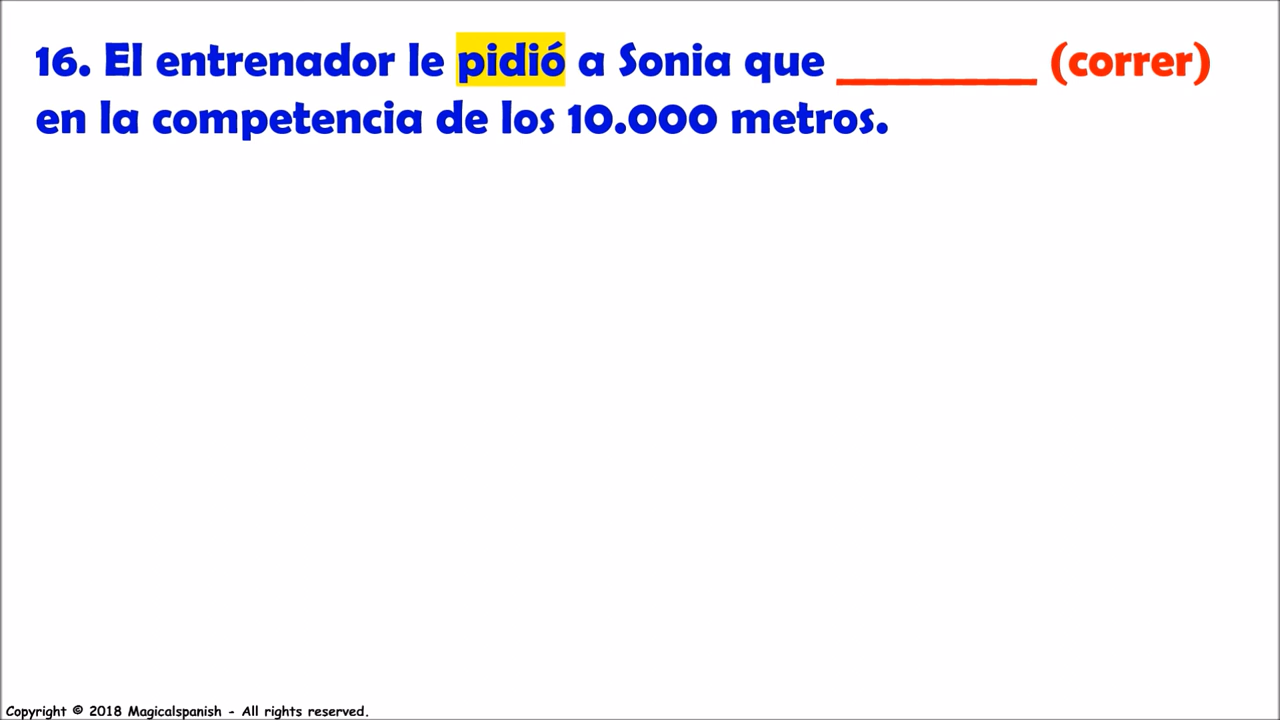 16. El entrenador le pidió a Sonia que __________ (correr)
en la competencia de los 10.000 metros.
Copyright © 2018 Magicalspanish - All rights reserved.